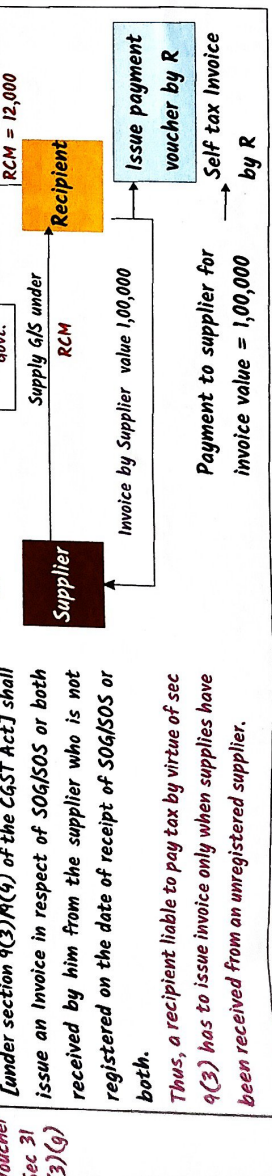 voucher
Sec 31
(3)(g)
[under section 9(3)/9(4) of the CGST Act] shall
issue an Invoice in respect of SOG/SOS or both
received by him from the supplier who is not
registered on the date of receipt of SOG/SOS or
both.
Thus, a recipient liable to pay tax by virtue of sec
9(3) has to issue invoice only when supplies have
been received from an unregistered supplier.
Govt.
RCM = 12,000
Supplier
Supply G/S under
RCM
Recipient
Invoice by Supplier value 1,00,000
Issue payment
voucher by R
Payment to supplier for
invoice value = 1,00,000
Self tax Invoice
by R